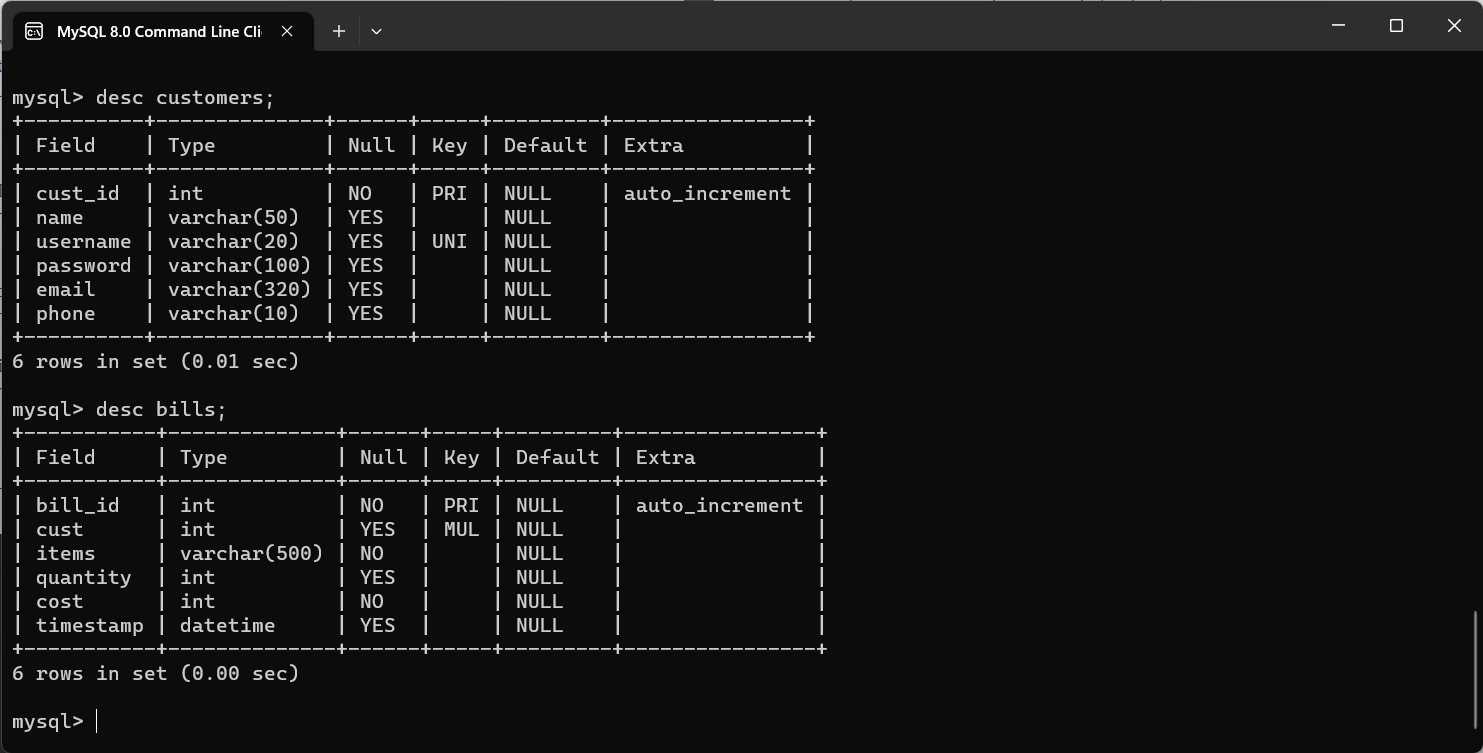 MySQL 8.0 Command Line Cli
mysql> desc customers;
+----------+--------------+------+-----+---------+----------------+
| Field    | Type         | Null | Key | Default | Extra          |
+----------+--------------+------+-----+---------+----------------+
| cust_id  | int          | NO   | PRI | NULL    | auto_increment |
| name     | varchar(50)  | YES  |     | NULL    |                |
| username | varchar(20)  | YES  | UNI | NULL    |                |
| password | varchar(100) | YES  |     | NULL    |                |
| email    | varchar(320) | YES  |     | NULL    |                |
| phone    | varchar(10)  | YES  |     | NULL    |                |
+----------+--------------+------+-----+---------+----------------+
6 rows in set (0.01 sec)
mysql> desc bills;
+-----------+--------------+------+-----+---------+----------------+
| Field     | Type         | Null | Key | Default | Extra          |
+-----------+--------------+------+-----+---------+----------------+
| bill_id   | int          | NO   | PRI | NULL    | auto_increment |
| cust      | int          | YES  | MUL | NULL    |                |
| items     | varchar(500) | NO   |     | NULL    |                |
| quantity  | int          | YES  |     | NULL    |                |
| cost      | int          | NO   |     | NULL    |                |
| timestamp | datetime     | YES  |     | NULL    |                |
+-----------+--------------+------+-----+---------+----------------+
6 rows in set (0.00 sec)
mysql>